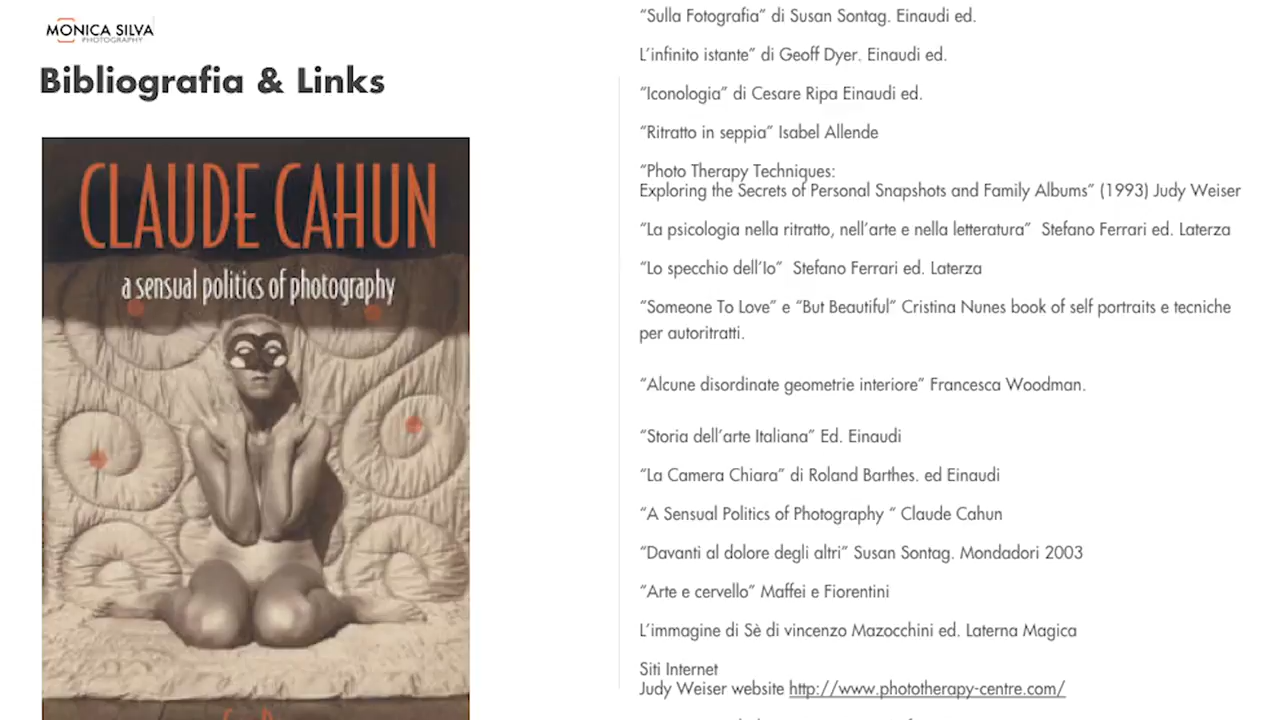 MONICA SILVA
PHOTOGRAPHY
Bibliografia & Links
CLAUDE CAHUN
a sensual politics of photography
“Sulla Fotografia” di Susan Sontag. Einaudi ed.
L’infinito istante” di Geoff Dyer. Einaudi ed.
“Iconologia” di Cesare Ripa Einaudi ed.
“Ritratto in seppia” Isabel Allende
“Photo Therapy Techniques:
Exploring the Secrets of Personal Snapshots and Family Albums” (1993) Judy Weiser
“La psicologia nella ritratto, nell’arte e nella letteratura” Stefano Ferrari ed. Laterza
“Lo specchio dell’Io” Stefano Ferrari ed. Laterza
“Someone To Love” e “But Beautiful” Cristina Nunes book of self portraits e tecniche
per autoritratti.
“Alcune disordinate geometrie interiore” Francesca Woodman.
“Storia dell’arte Italiana” Ed. Einaudi
“La Camera Chiara” di Roland Barthes. ed Einaudi
“A Sensual Politics of Photography “ Claude Cahun
“Davanti al dolore degli altri” Susan Sontag. Mondadori 2003
“Arte e cervello” Maffei e Fiorentini
L’immagine di Sè di vincenzo Mazocchini ed. Laterna Magica
Siti Internet
Judy Weiser website http://www.phototherapy-centre.com/